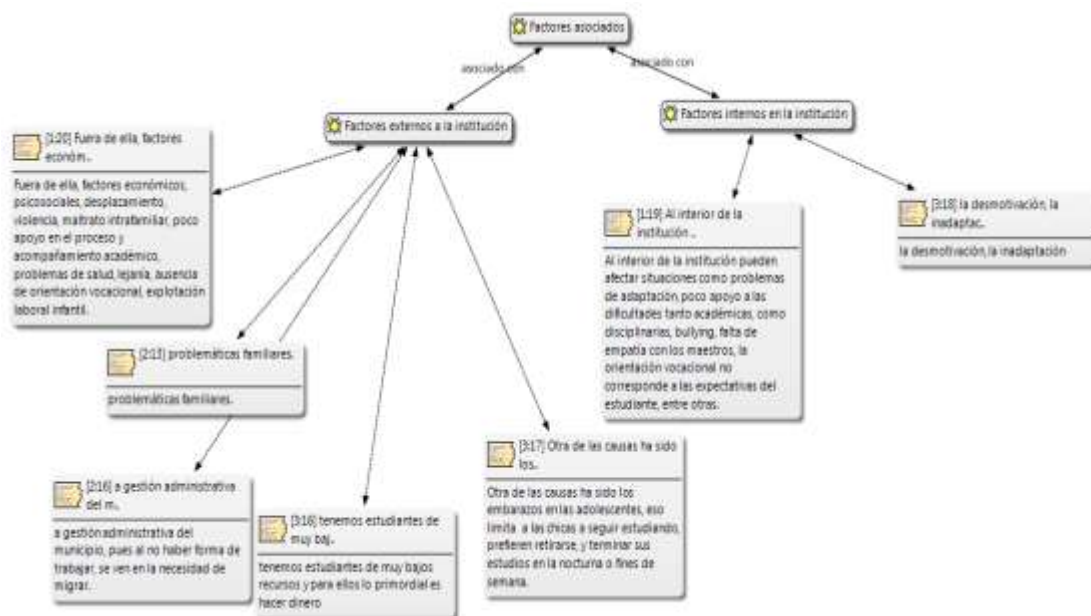 Factores asociados
asociado con
asociado con
Factores externos a la institución
Factores internos en la institución
[1:20] Fuera de ella, factores
económ..
Fuera de ella, factores económicos,
psicosociales, desplazamiento,
violencia, maltrato intrafamiliar, poco
apoyo en el proceso y
acompañamiento académico,
problemas de salud, lejanía, ausencia
de orientación vocacional, explotación
laboral infantil.
[1:19] Al interior de la
institución ..
Al interior de la institución pueden
afectar situaciones como problemas
de adaptación, poco apoyo a las
dificultades tanto académicas, como
disciplinarias, bullying, falta de
empatía con los maestros, la
orientación vocacional no
corresponde a las expectativas del
estudiante, entre otras.
[3:18] la desmotivación, la
inadaptac..
la desmotivación, la inadaptación
[2:13] problemáticas familiares.
problemáticas familiares.
[2:16] a gestión administrativa
del m..
a gestión administrativa del
municipio, pues al no haber forma de
trabajar, se ven en la necesidad de
migrar.
[3:16] tenemos estudiantes de
muy baj..
tenemos estudiantes de muy bajos
recursos y para ellos lo primordial es
hacer dinero
[3:17] Otra de las causas ha sido
los..
Otra de las causas ha sido los
embarazos en las adolescentes, eso
limita a las chicas a seguir estudiando,
prefieren retirarse, y terminar sus
estudios en la nocturna o fines de
semana.